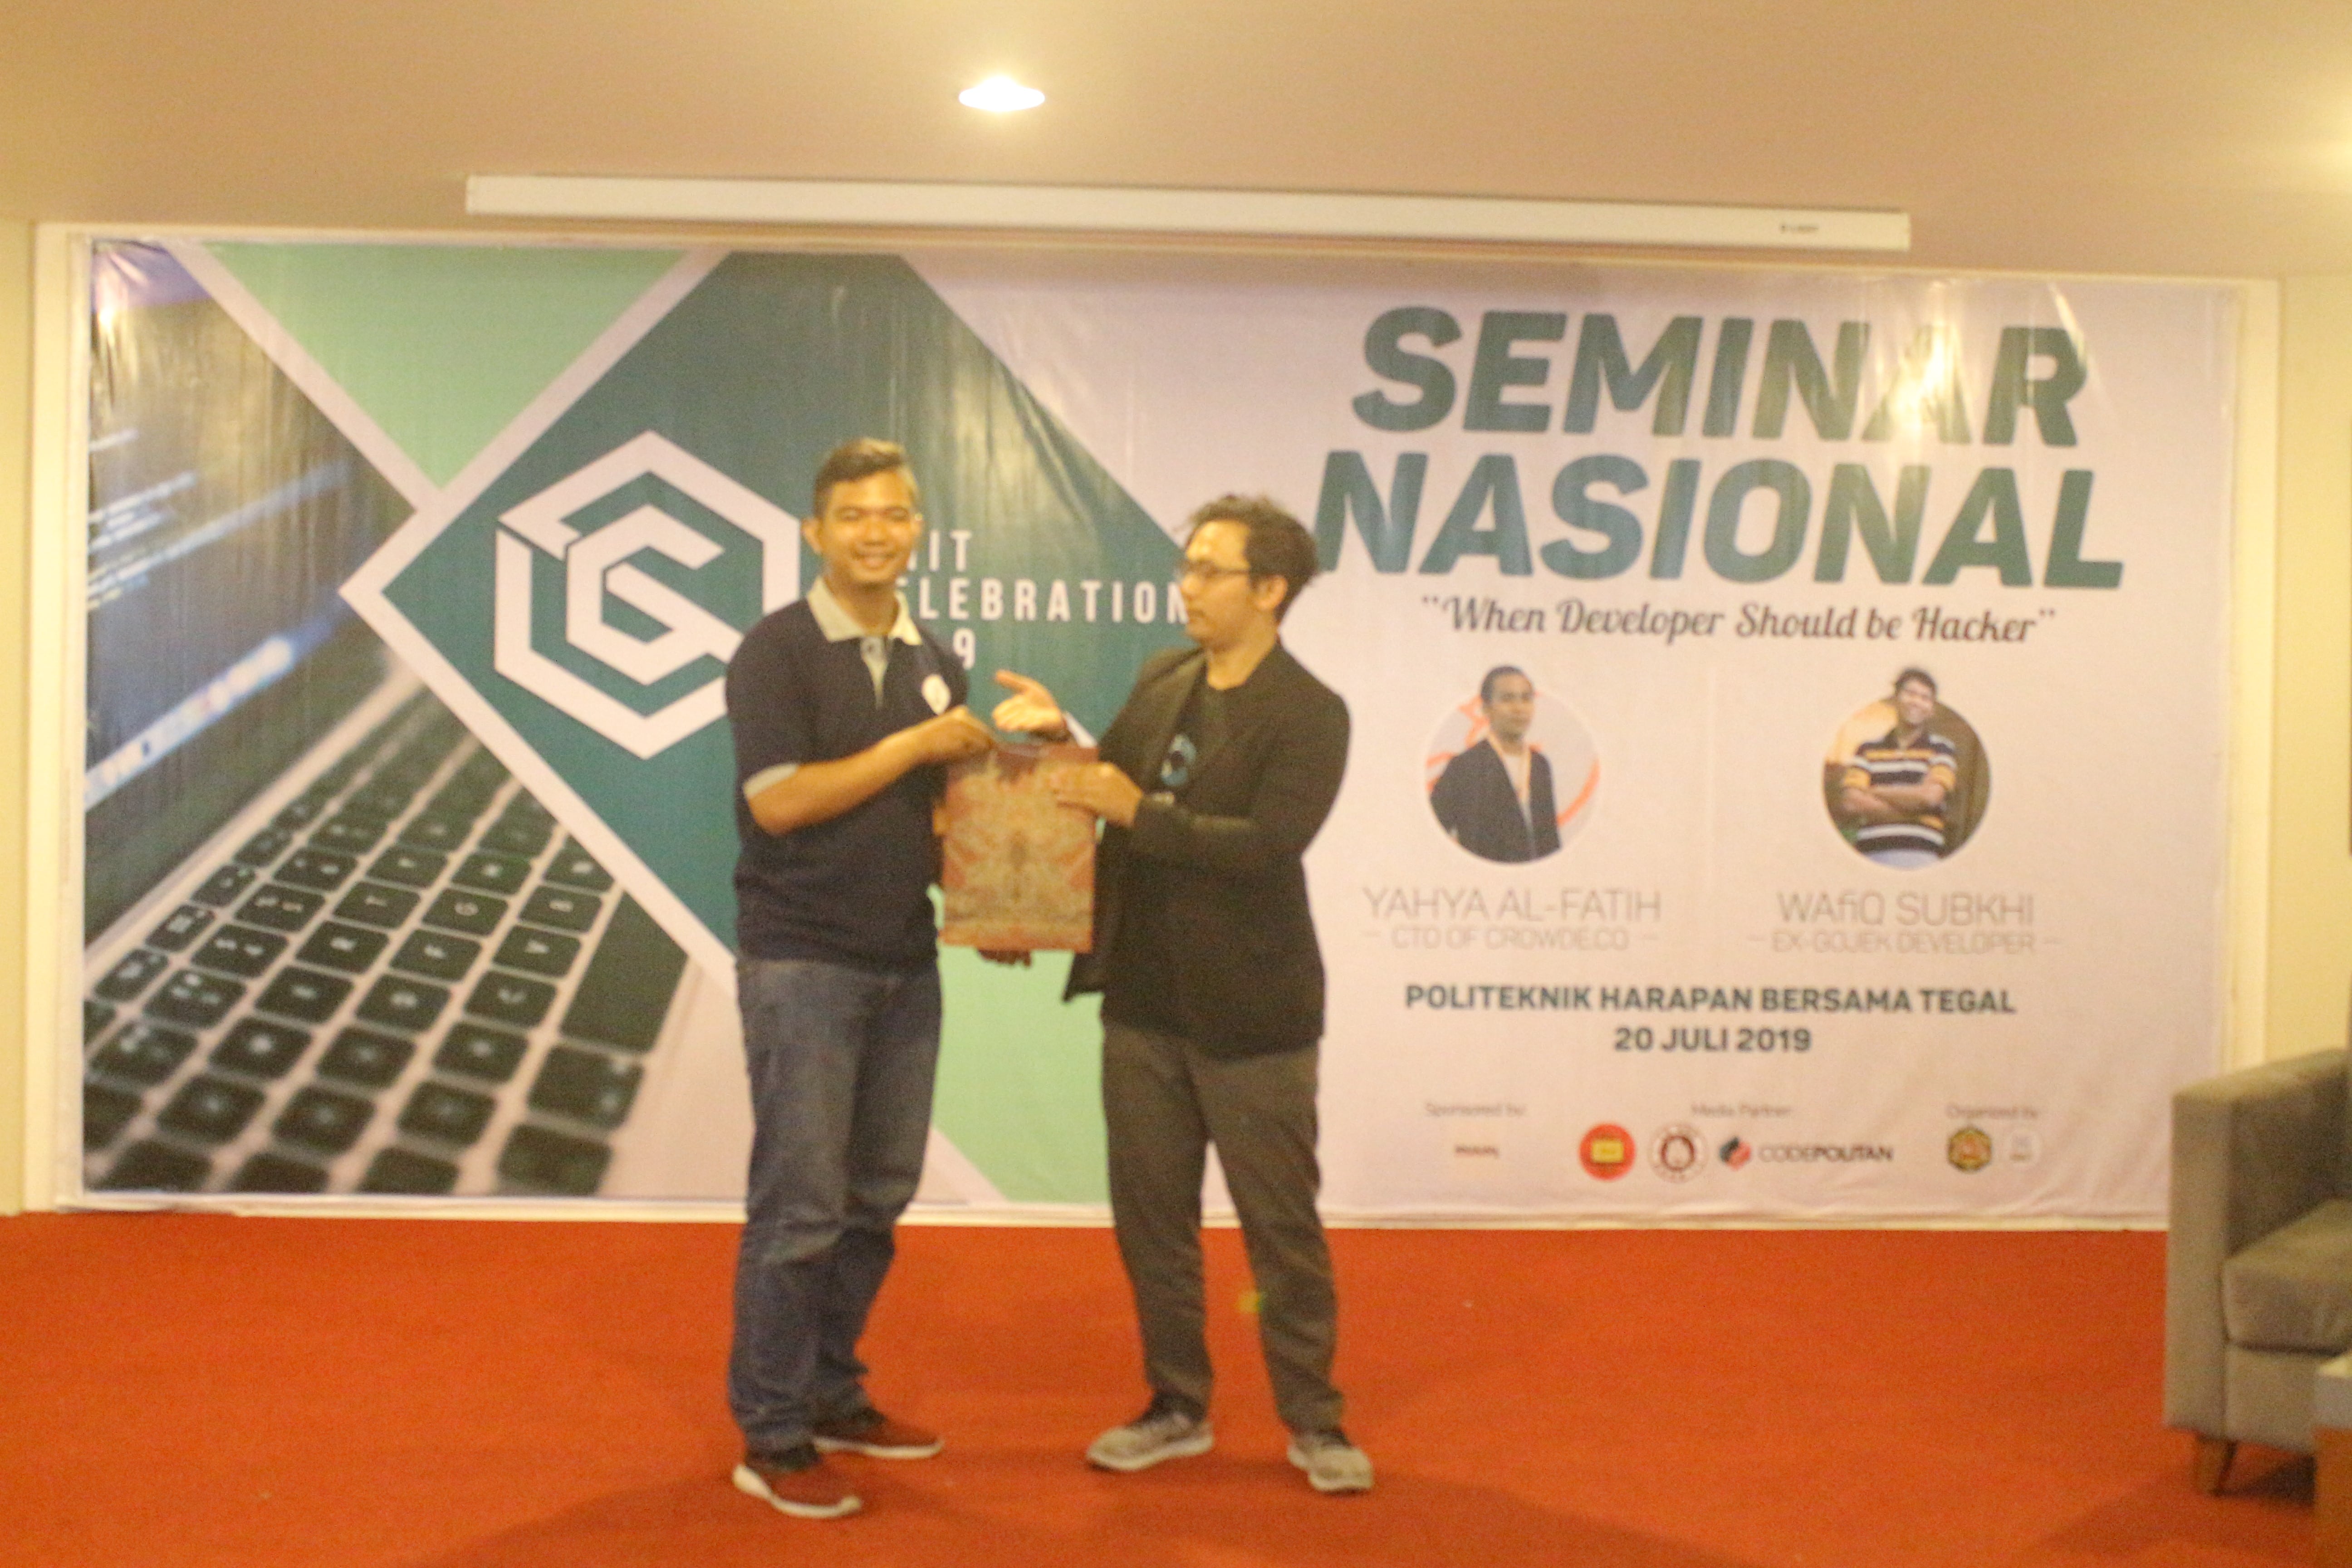 ELEBRATION
SEMINAR
NASIONAL
"When Developer Should be Hacker"
YAHYA AL-FATIH
CTO OF CROWDE.CO
WAfiQ SUBKHI
EX-GOJEK DEVELOPER
POLITEKNIK HARAPAN BERSAMA TEGAL
20 JULI 2019
Sponsored by:
Media Partner:
Organized by:
CODEPOLITAN